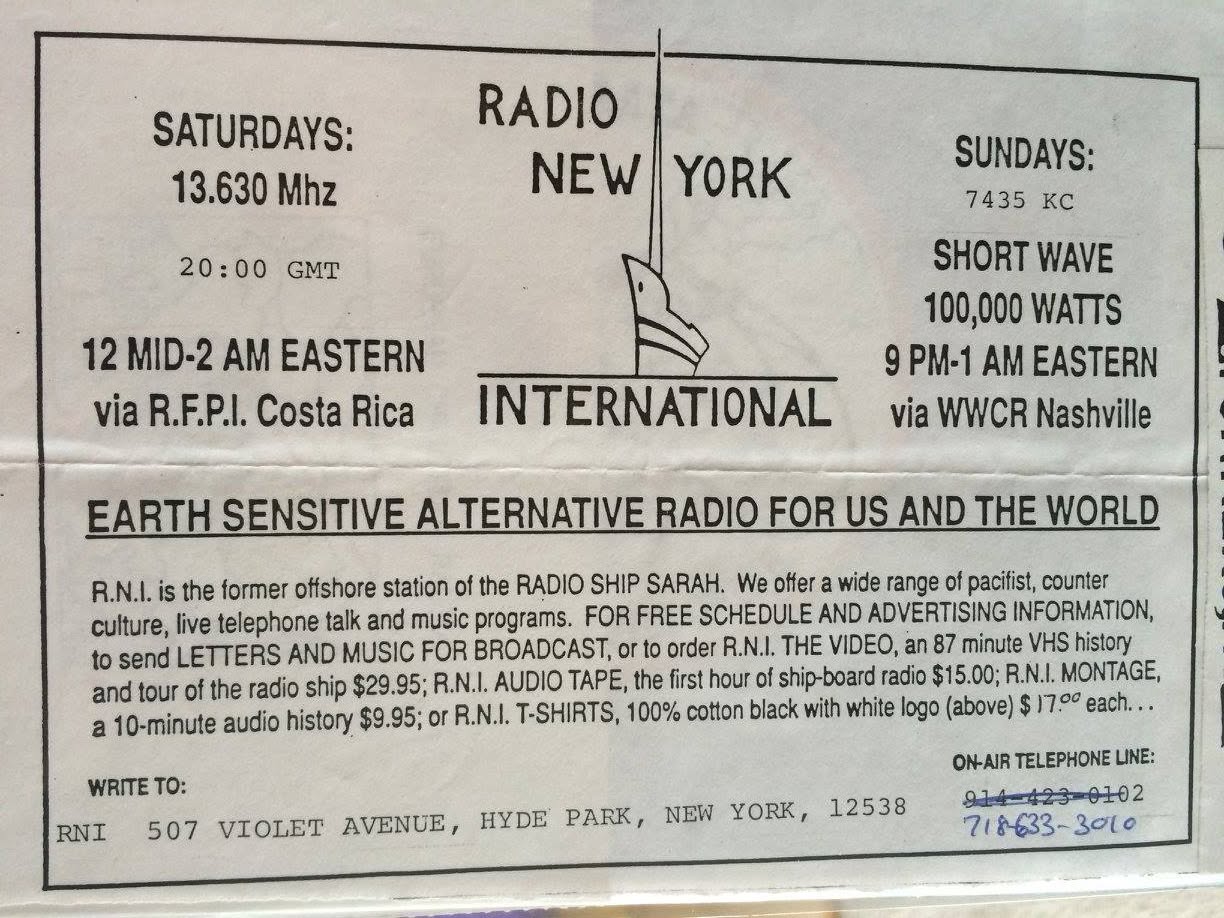 SATURDAYS:
13.630 Mhz
20:00 GMT
12 MID-2 AM EASTERN
via R.F.P.I. Costa Rica
RADIO
NEW YORK
INTERNATIONAL
SUNDAYS:
7435 KC
SHORT WAVE
100,000 WATTS
9 PM-1 AM EASTERN
via WWCR Nashville
EARTH SENSITIVE ALTERNATIVE RADIO FOR US AND THE WORLD
R.N.I. is the former offshore station of the RADIO SHIP SARAH. We offer a wide range of pacifist, counter
culture, live telephone talk and music programs. FOR FREE SCHEDULE AND ADVERTISING INFORMATION,
to send LETTERS AND MUSIC FOR BROADCAST, or to order R.N.I. THE VIDEO, an 87 minute VHS history
and tour of the radio ship $29.95; R.N.I. AUDIO TAPE, the first hour of ship-board radio $15.00; R.N.I. MONTAGE,
a 10-minute audio history $9.95; or R.N.I. T-SHIRTS, 100% cotton black with white logo (above) $17.00 each...
WRITE TO:
RNI 507 VIOLET AVENUE, HYDE PARK, NEW YORK, 12538
ON-AIR TELEPHONE LINE:
914-423-0102
718-633-3010